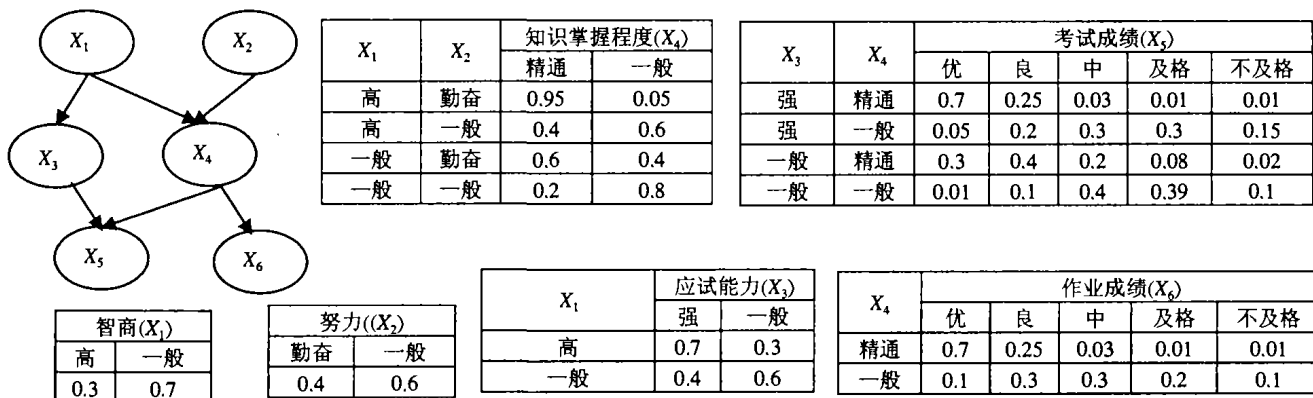 X₁
X₂
X₃
X₄
X₅
X₆
X₁ X₂ 知识掌握程度(X₄)
精通 一般
高 勤奋 0.95 0.05
高 一般 0.4 0.6
一般 勤奋 0.6 0.4
一般 一般 0.2 0.8
X₃ X₄ 考试成绩(X₅)
优 良 中 及格 不及格
强 精通 0.7 0.25 0.03 0.01 0.01
强 一般 0.05 0.2 0.3 0.3 0.15
一般 精通 0.3 0.4 0.2 0.08 0.02
一般 一般 0.01 0.1 0.4 0.39 0.1
智商(X₁)
高 一般
0.3 0.7
努力((X₂)
勤奋 一般
0.4 0.6
X₁ 应试能力(X₃)
强 一般
高 0.7 0.3
一般 0.4 0.6
X₄ 作业成绩(X₆)
优 良 中 及格 不及格
精通 0.7 0.25 0.03 0.01 0.01
一般 0.1 0.3 0.3 0.2 0.1